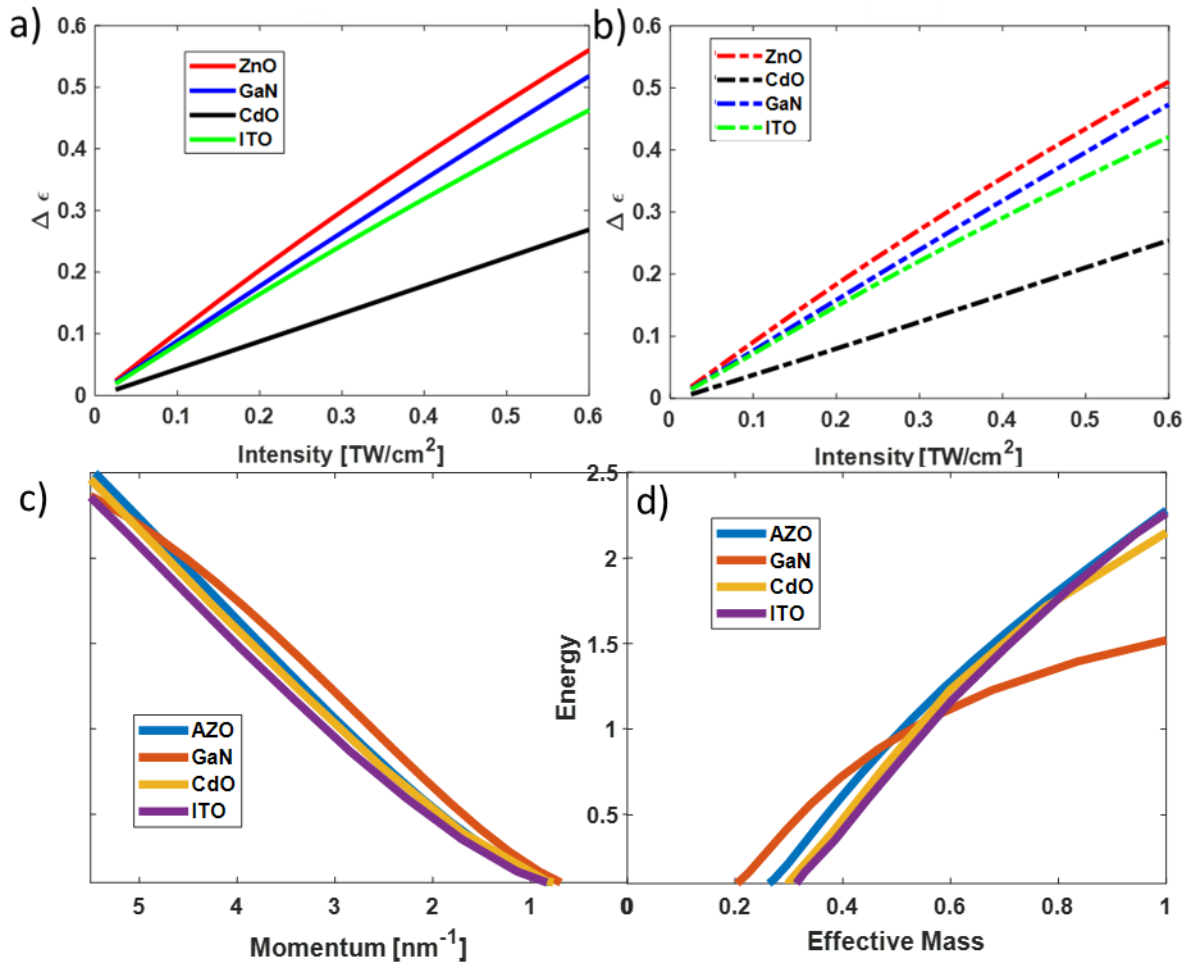 a)
0.6
0.5
0.4
0.3
0.2
0.1
0
Δ ϵ
ZnO
GaN
CdO
ITO
0 0.1 0.2 0.3 0.4 0.5 0.6
Intensity [TW/cm²]
b)
0.6
0.5
0.4
0.3
0.2
0.1
0
Δ ϵ
ZnO
CdO
GaN
ITO
0 0.1 0.2 0.3 0.4 0.5 0.6
Intensity [TW/cm²]
c)
AZO
GaN
CdO
ITO
5 4 3 2 1 0
Momentum [nm⁻¹]
d)
2.5
2
1.5
1
0.5
Energy
AZO
GaN
CdO
ITO
0 0.2 0.4 0.6 0.8 1
Effective Mass